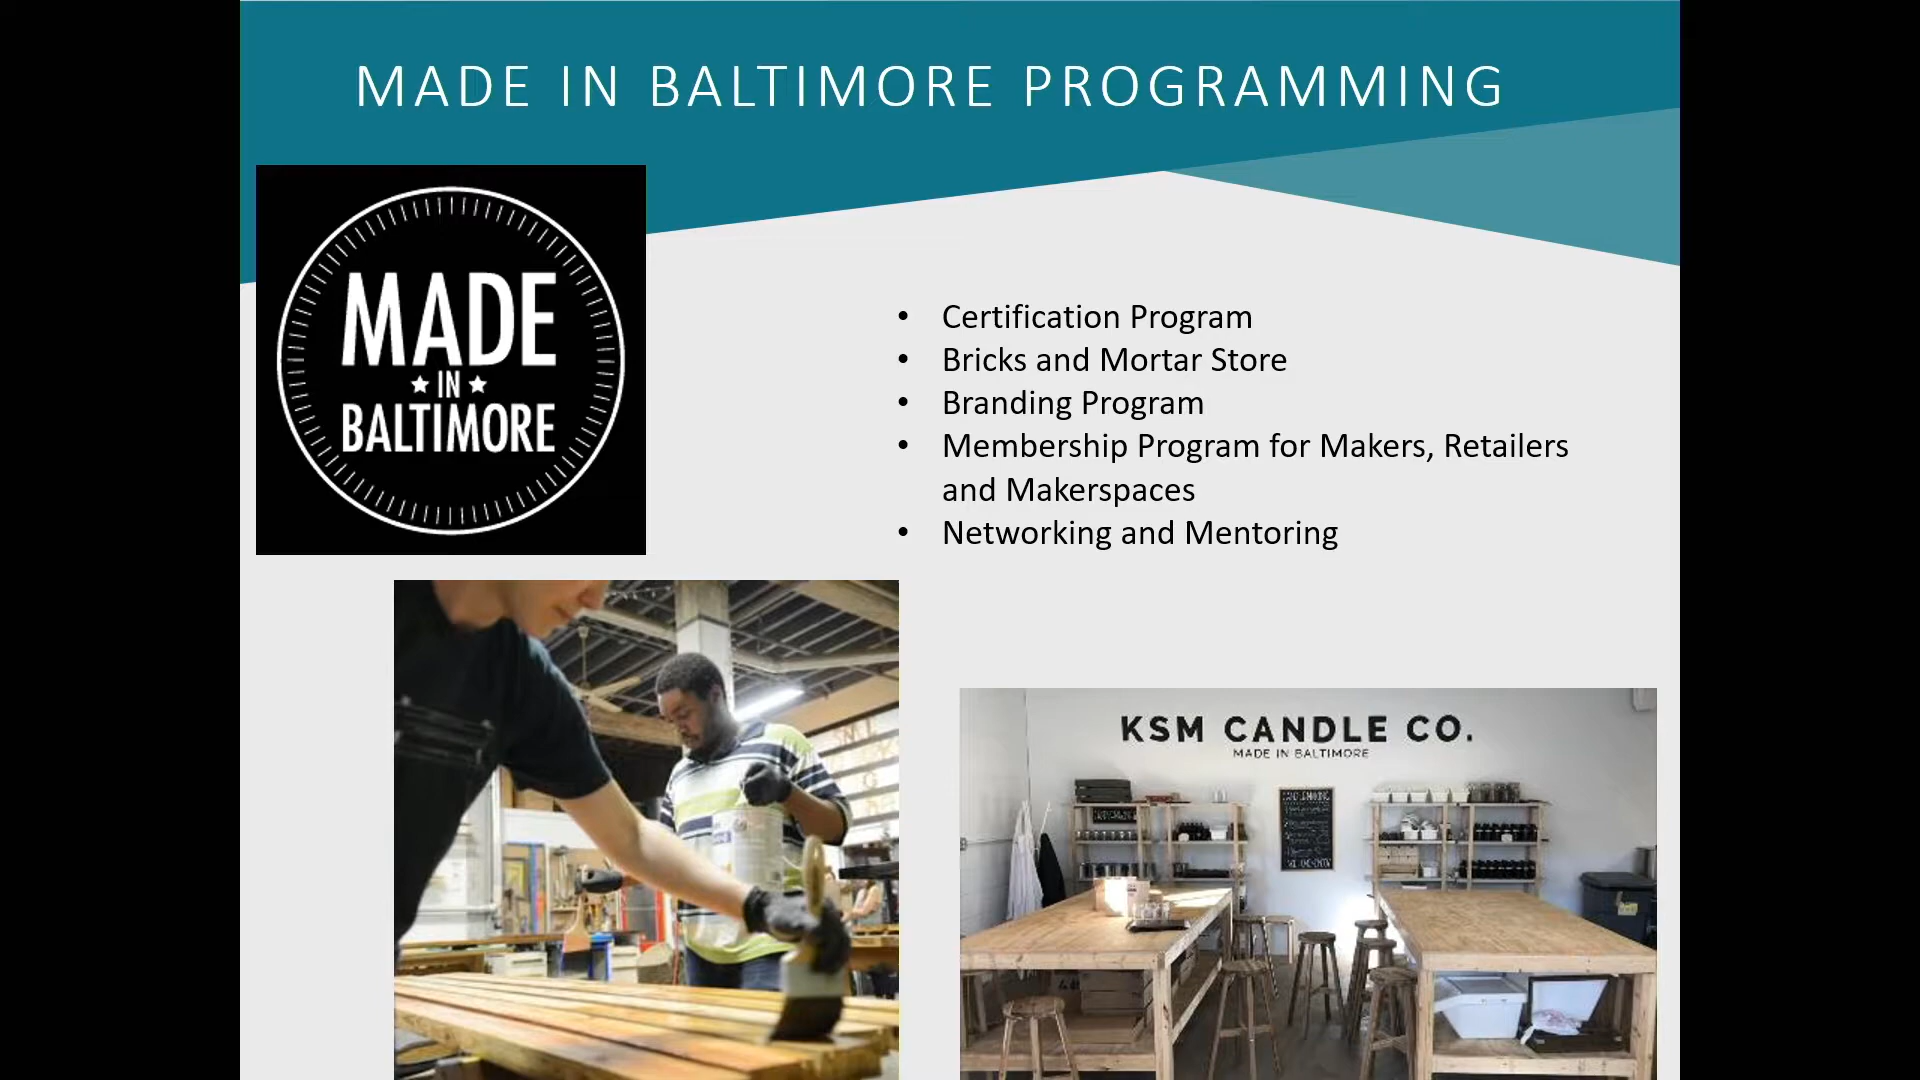 MADE IN BALTIMORE PROGRAMMING
MADE
IN
BALTIMORE
• Certification Program
• Bricks and Mortar Store
• Branding Program
• Membership Program for Makers, Retailers
and Makerspaces
• Networking and Mentoring
KSM CANDLE CO.
MADE IN BALTIMORE